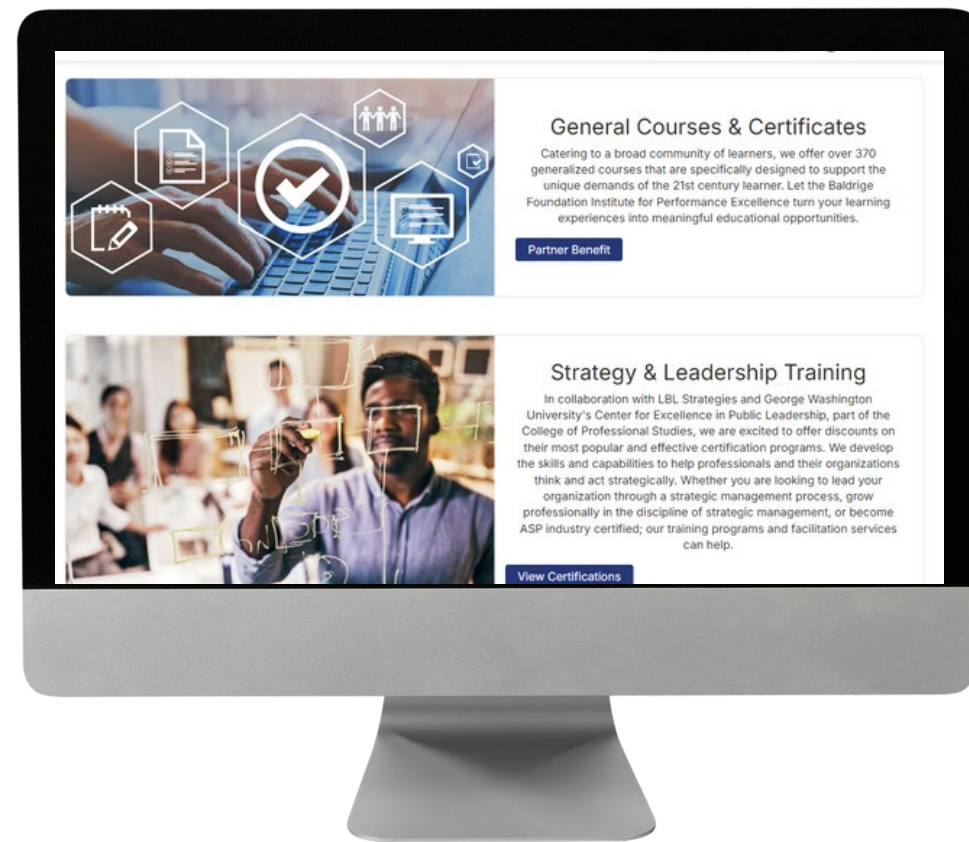 General Courses & Certificates
Catering to a broad community of learners, we offer over 370
generalized courses that are specifically designed to support the
unique demands of the 21st century learner. Let the Baldrige
Foundation Institute for Performance Excellence turn your learning
experiences into meaningful educational opportunities.
Partner Benefit
Strategy & Leadership Training
In collaboration with LBL Strategies and George Washington
University's Center for Excellence in Public Leadership, part of the
College of Professional Studies, we are excited to offer discounts on
their most popular and effective certification programs. We develop
the skills and capabilities to help professionals and their organizations
think and act strategically. Whether you are looking to lead your
organization through a strategic management process, grow
professionally in the discipline of strategic management, or become
ASP industry certified; our training programs and facilitation services
can help.
View Certifications